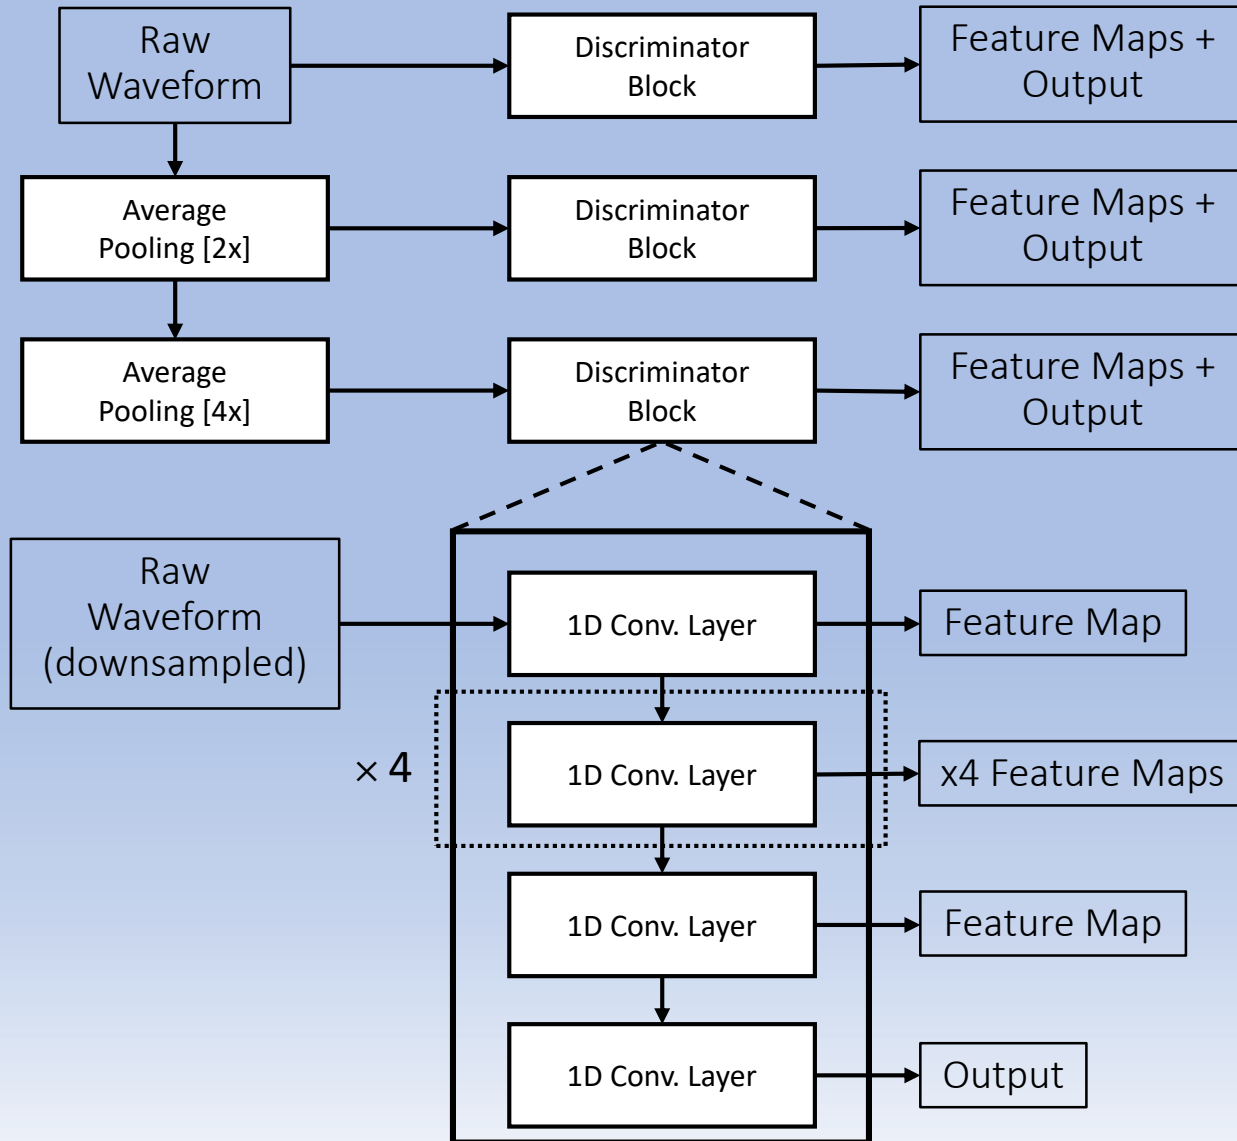 Raw
Waveform
Discriminator
Block
Feature Maps +
Output
Average
Pooling [2x]
Discriminator
Block
Feature Maps +
Output
Average
Pooling [4x]
Discriminator
Block
Feature Maps +
Output
Raw
Waveform
(downsampled)
1D Conv. Layer
Feature Map
× 4
1D Conv. Layer
x4 Feature Maps
1D Conv. Layer
Feature Map
1D Conv. Layer
Output